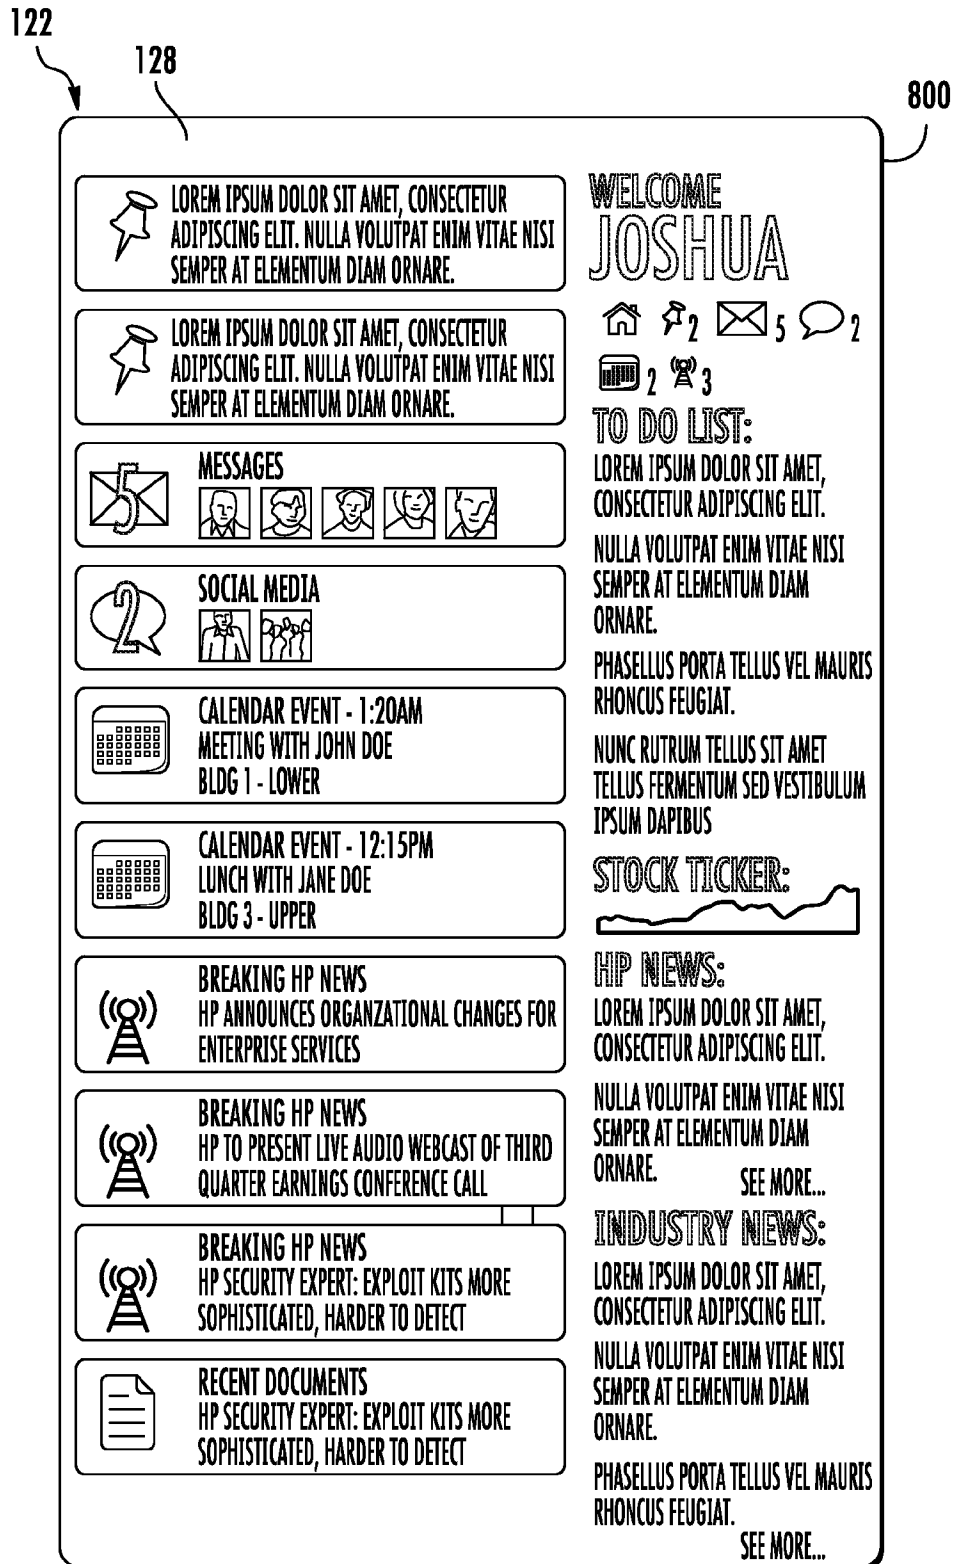 122
128
800
LOREM IPSUM DOLOR SIT AMET, CONSECTETUR
ADIPISCING ELIT. NULLA VOLUTPAT ENIM VITAE NISI
SEMPER AT ELEMENTUM DIAM ORNARE.
LOREM IPSUM DOLOR SIT AMET, CONSECTETUR
ADIPISCING ELIT. NULLA VOLUTPAT ENIM VITAE NISI
SEMPER AT ELEMENTUM DIAM ORNARE.
5
MESSAGES
2
SOCIAL MEDIA
CALENDAR EVENT - 1:20AM
MEETING WITH JOHN DOE
BLDG 1 - LOWER
CALENDAR EVENT - 12:15PM
LUNCH WITH JANE DOE
BLDG 3 - UPPER
BREAKING HP NEWS
HP ANNOUNCES ORGANZATIONAL CHANGES FOR
ENTERPRISE SERVICES
BREAKING HP NEWS
HP TO PRESENT LIVE AUDIO WEBCAST OF THIRD
QUARTER EARNINGS CONFERENCE CALL
BREAKING HP NEWS
HP SECURITY EXPERT: EXPLOIT KITS MORE
SOPHISTICATED, HARDER TO DETECT
RECENT DOCUMENTS
HP SECURITY EXPERT: EXPLOIT KITS MORE
SOPHISTICATED, HARDER TO DETECT
WELCOME
JOSHUA
2 5 2
2 3
TO DO LIST:
LOREM IPSUM DOLOR SIT AMET,
CONSECTETUR ADIPISCING ELIT.
NULLA VOLUTPAT ENIM VITAE NISI
SEMPER AT ELEMENTUM DIAM
ORNARE.
PHASELLUS PORTA TELLUS VEL MAURIS
RHONCUS FEUGIAT.
NUNC RUTRUM TELLUS SIT AMET
TELLUS FERMENTUM SED VESTIBULUM
IPSUM DAPIBUS
STOCK TICKER:
HP NEWS:
LOREM IPSUM DOLOR SIT AMET,
CONSECTETUR ADIPISCING ELIT.
NULLA VOLUTPAT ENIM VITAE NISI
SEMPER AT ELEMENTUM DIAM
ORNARE.
SEE MORE...
INDUSTRY NEWS:
LOREM IPSUM DOLOR SIT AMET,
CONSECTETUR ADIPISCING ELIT.
NULLA VOLUTPAT ENIM VITAE NISI
SEMPER AT ELEMENTUM DIAM
ORNARE.
PHASELLUS PORTA TELLUS VEL MAURIS
RHONCUS FEUGIAT.
SEE MORE...